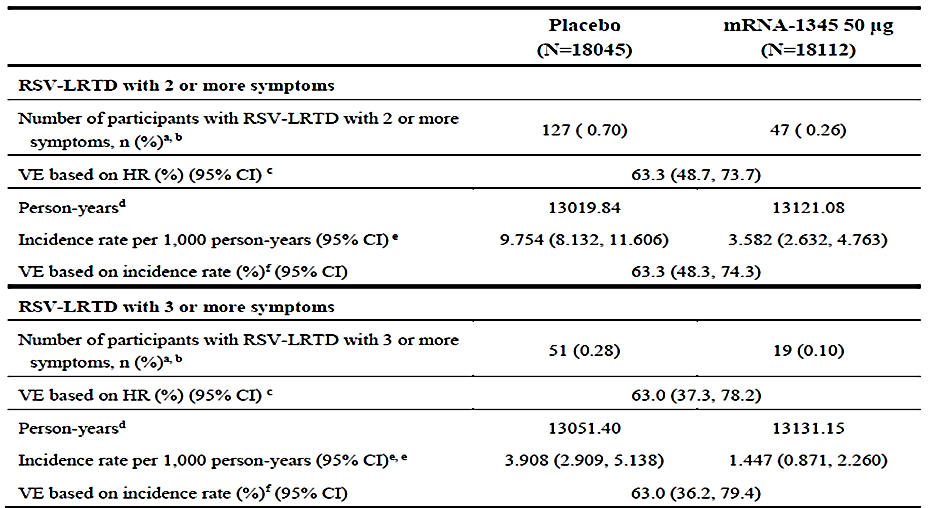 Placebo mRNA-1345 50 µg
(N=18045) (N=18112)
RSV-LRTD with 2 or more symptoms
Number of participants with RSV-LRTD with 2 or more
symptoms, n (%)a, b 127 ( 0.70) 47 ( 0.26)
VE based on HR (%) (95% CI) c 63.3 (48.7, 73.7)
Person-yearsd 13019.84 13121.08
Incidence rate per 1,000 person-years (95% CI) e 9.754 (8.132, 11.606) 3.582 (2.632, 4.763)
VE based on incidence rate (%)f (95% CI) 63.3 (48.3, 74.3)
RSV-LRTD with 3 or more symptoms
Number of participants with RSV-LRTD with 3 or more
symptoms, n (%)a, b 51 (0.28) 19 (0.10)
VE based on HR (%) (95% CI) c 63.0 (37.3, 78.2)
Person-yearsd 13051.40 13131.15
Incidence rate per 1,000 person-years (95% CI)e, e 3.908 (2.909, 5.138) 1.447 (0.871, 2.260)
VE based on incidence rate (%)f (95% CI) 63.0 (36.2, 79.4)